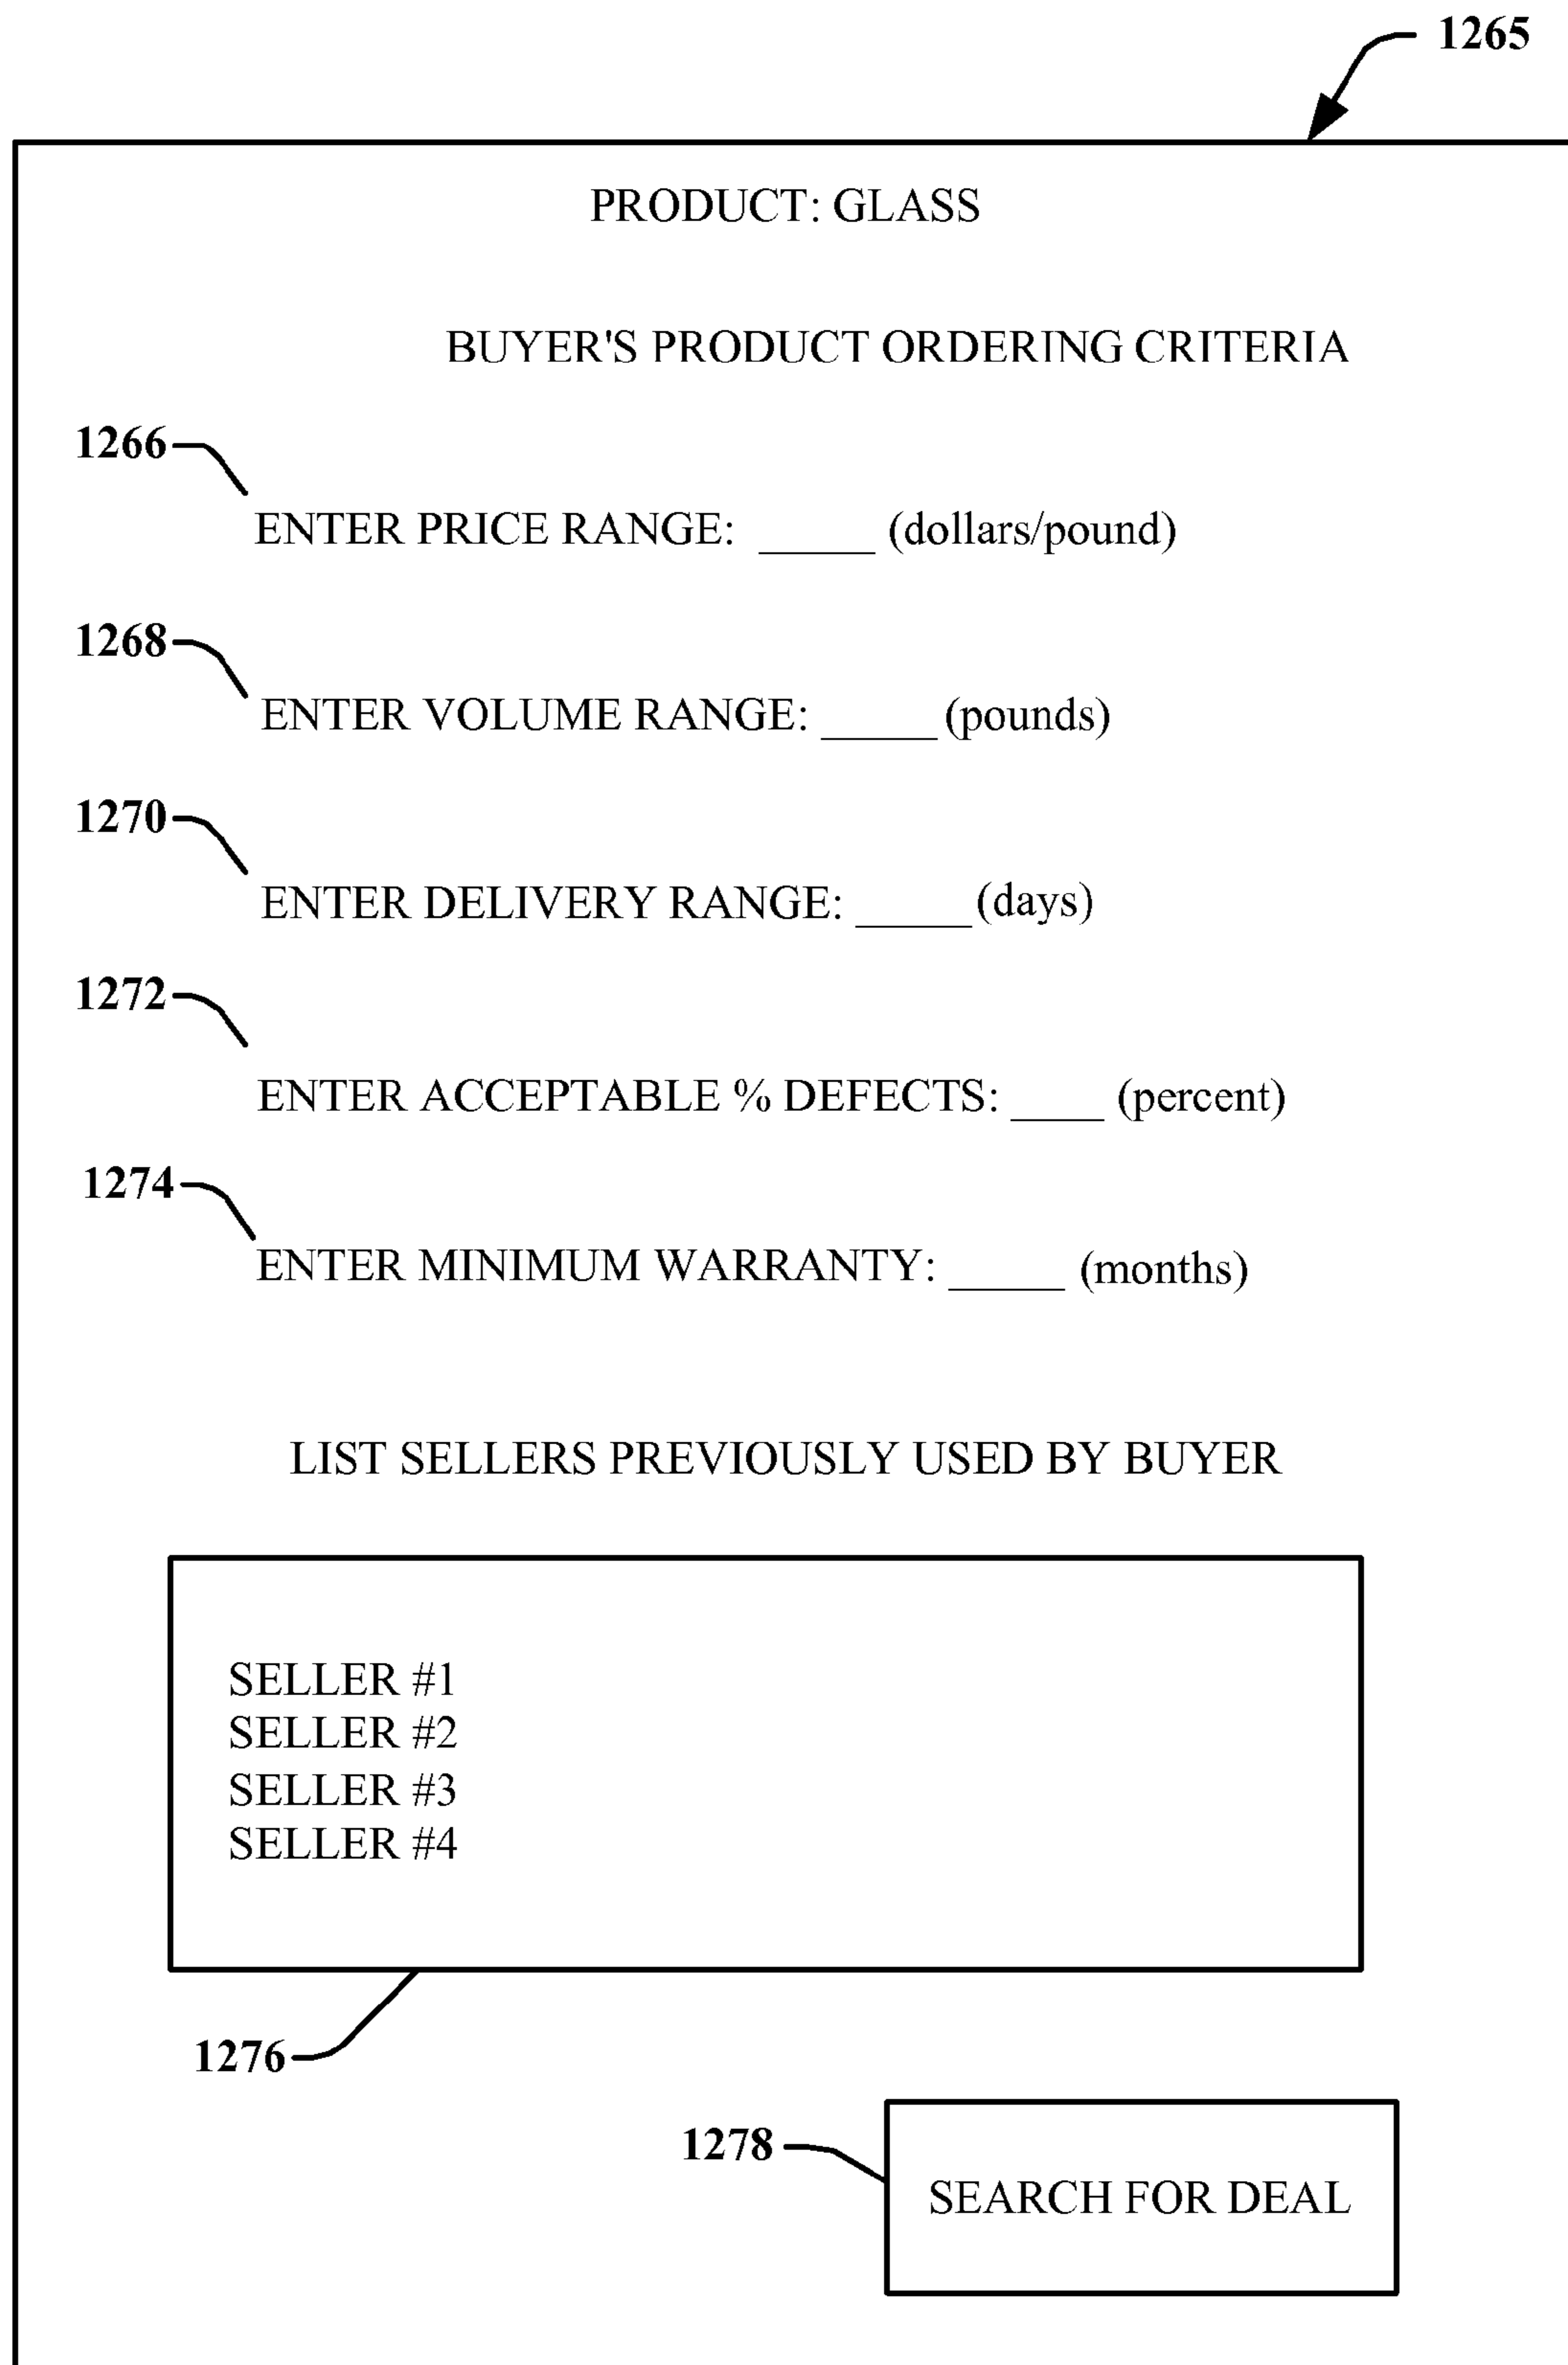 1265
PRODUCT: GLASS
BUYER'S PRODUCT ORDERING CRITERIA
1266
ENTER PRICE RANGE: _____ (dollars/pound)
1268
ENTER VOLUME RANGE: _____ (pounds)
1270
ENTER DELIVERY RANGE: _____ (days)
1272
ENTER ACCEPTABLE % DEFECTS: ____ (percent)
1274
ENTER MINIMUM WARRANTY: _____ (months)
LIST SELLERS PREVIOUSLY USED BY BUYER
SELLER #1
SELLER #2
SELLER #3
SELLER #4
1276
1278
SEARCH FOR DEAL